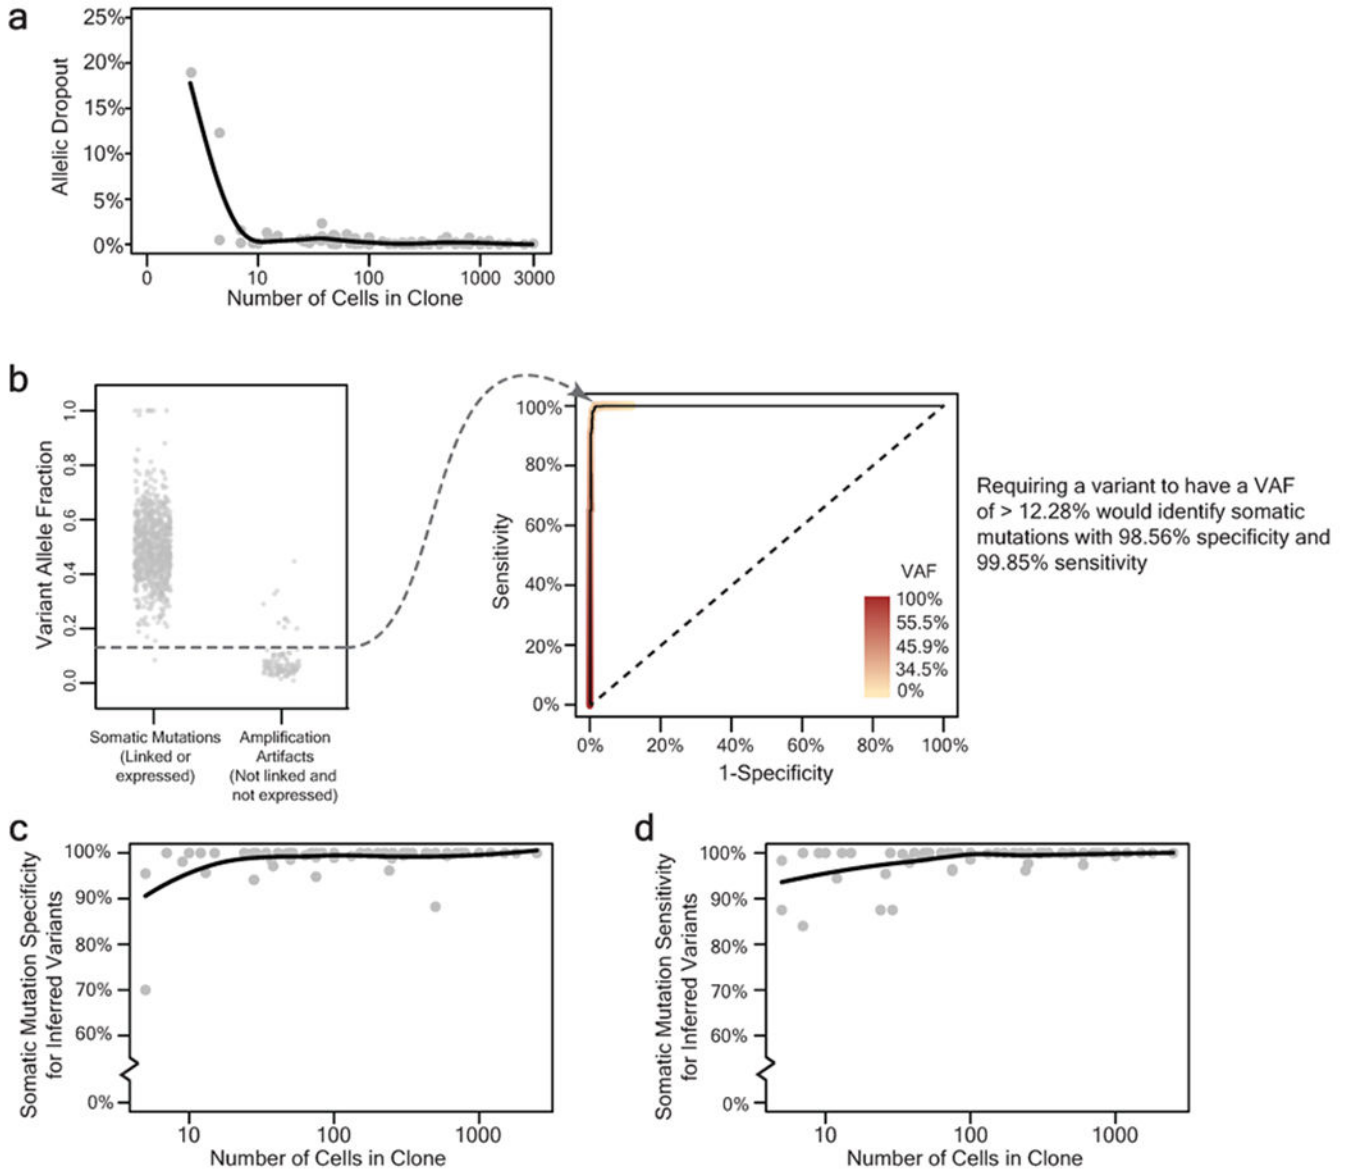 a
25%
20%
15%
10%
5%
0%
Allelic Dropout
0 10 100 1000 3000
Number of Cells in Clone
b
1.0
0.8
0.6
0.4
0.2
0.0
Variant Allele Fraction
Somatic Mutations
(Linked or
expressed)
Amplification
Artifacts
(Not linked and
not expressed)
100%
80%
60%
40%
20%
0%
Sensitivity
VAF
100%
55.5%
45.9%
34.5%
0%
0% 20% 40% 60% 80% 100%
1-Specificity
Requiring a variant to have a VAF
of > 12.28% would identify somatic
mutations with 98.56% specificity and
99.85% sensitivity
c
Somatic Mutation Specificity
for Inferred Variants
100%
90%
80%
70%
60%
0%
10 100 1000
Number of Cells in Clone
d
Somatic Mutation Sensitivity
for Inferred Variants
100%
90%
80%
70%
60%
0%
10 100 1000
Number of Cells in Clone